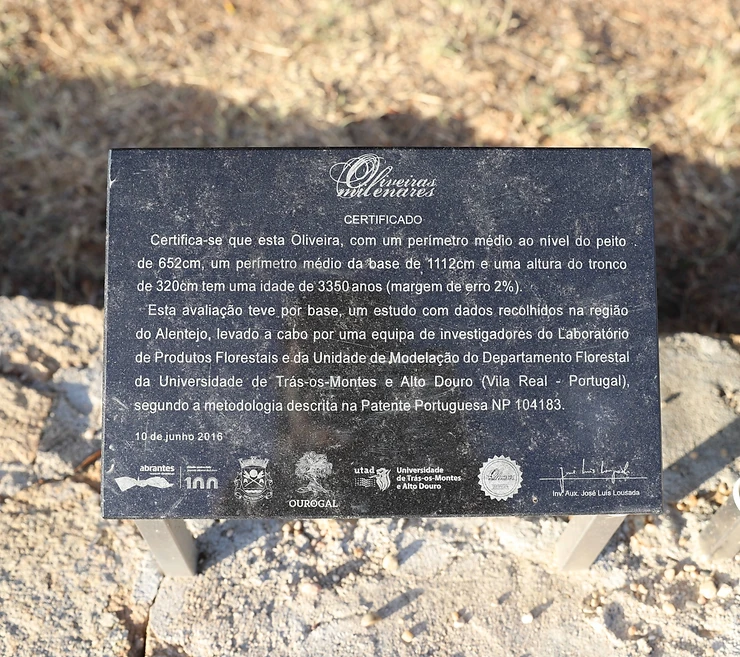 Oliveiras
milenares
CERTIFICADO
Certifica-se que esta Oliveira, com um perímetro médio ao nível do peito
de 652cm, um perímetro médio da base de 1112cm e uma altura do tronco
de 320cm tem uma idade de 3350 anos (margem de erro 2%).
Esta avaliação teve por base, um estudo com dados recolhidos na região
do Alentejo, levado a cabo por uma equipa de investigadores do Laboratório
de Produtos Florestais e da Unidade de Modelação do Departamento Florestal
da Universidade de Trás-os-Montes e Alto Douro (Vila Real - Portugal),
segundo a metodologia descrita na Patente Portuguesa NP 104183.
10 de junho 2016
abrantes
100
OUROGAL
utad
Universidade
de Trás-os-Montes
e Alto Douro
Inv. Aux. José Luis Lousada